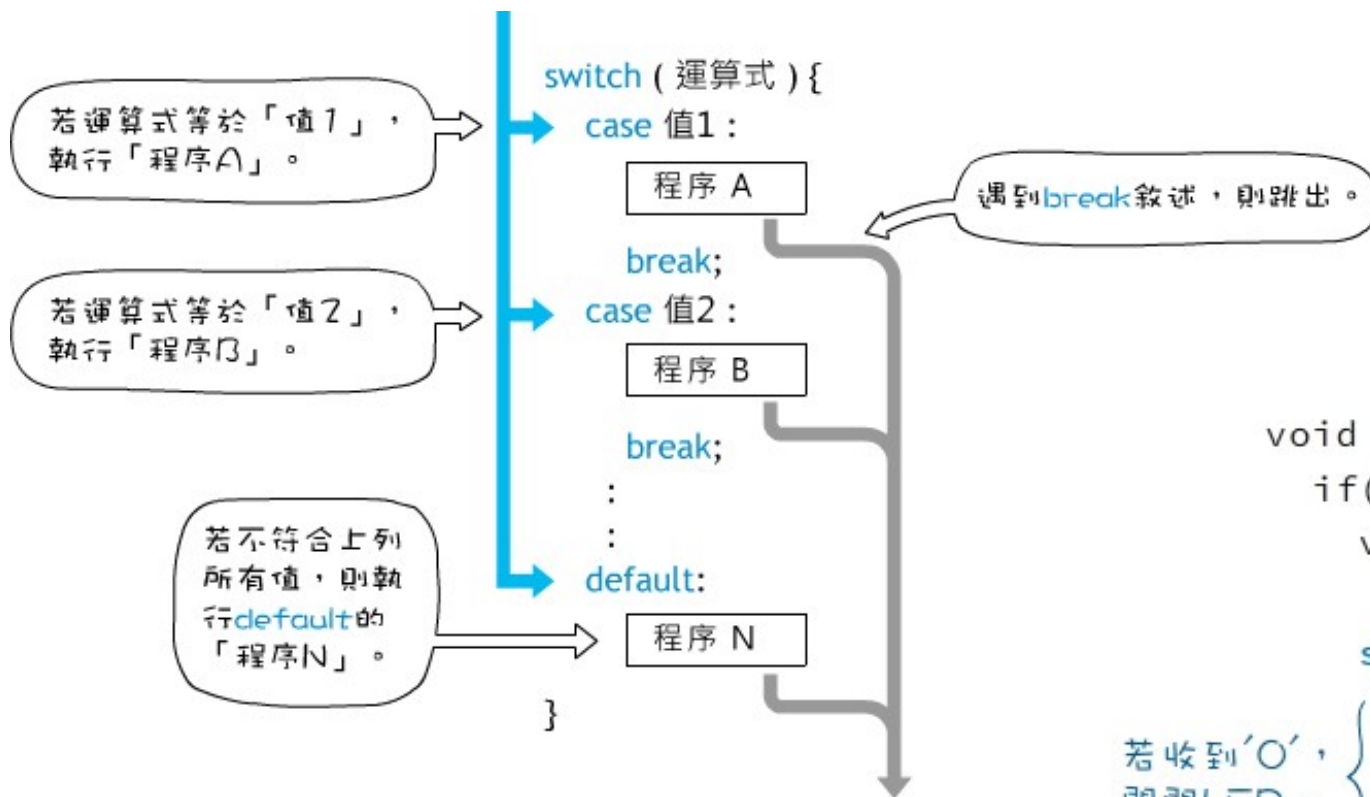 switch ( 運算式 ) {
若運算式等於「值1」,
執行「程序A」。
case 值1 :
程序 A
遇到break敘述,則跳出。
break;
若運算式等於「值2」,
執行「程序B」。
case 值2 :
程序 B
break;
:
:
若不符合上列
所有值,則執
行default的
「程序N」。
default:
程序 N
}
void
if(
若收到'0',